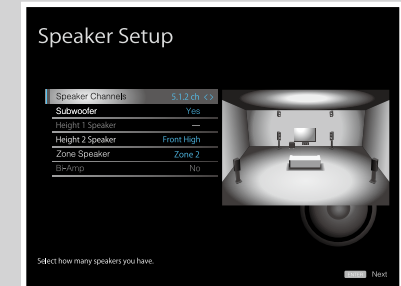 Speaker Setup
Speaker Channels 5.1.2 ch < >
Subwoofer Yes
Height 1 Speaker ---
Height 2 Speaker Front High
Zone Speaker Zone 2
Bi-Amp No
Select how many speakers you have.
ENTER Next